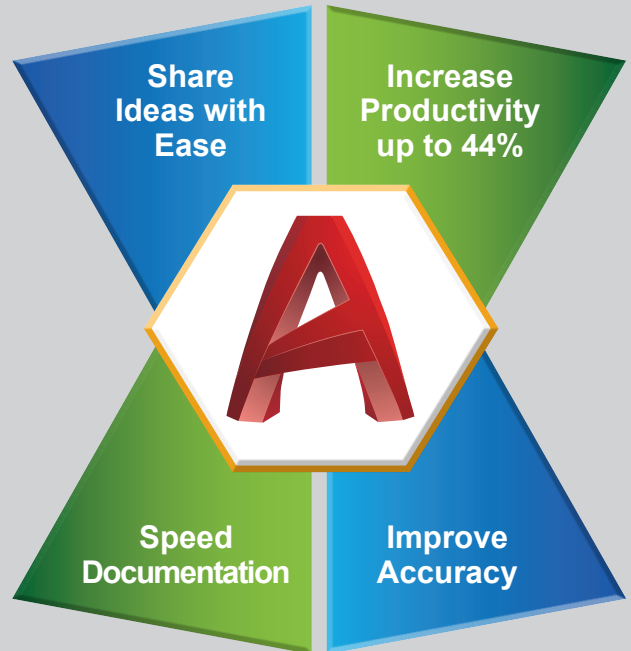 Share
Ideas with
Ease
Increase
Productivity
up to 44%
Speed
Documentation
Improve
Accuracy